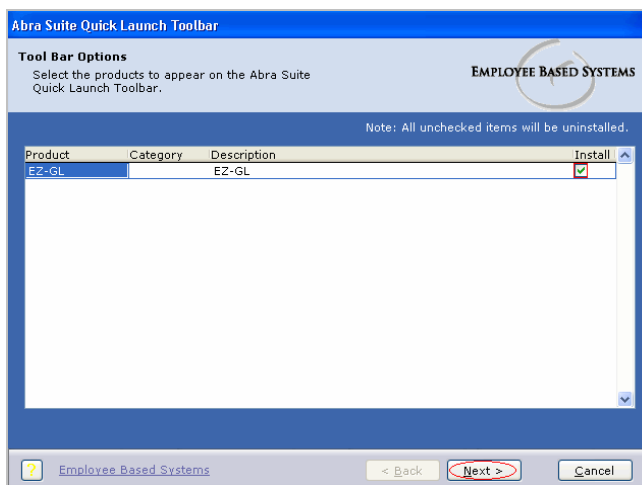 Abra Suite Quick Launch Toolbar
Tool Bar Options
Select the products to appear on the Abra Suite
Quick Launch Toolbar.
EMPLOYEE BASED SYSTEMS
Note: All unchecked items will be uninstalled.
Product Category Description Install
EZ-GL EZ-GL
? Employee Based Systems < Back Next > Cancel